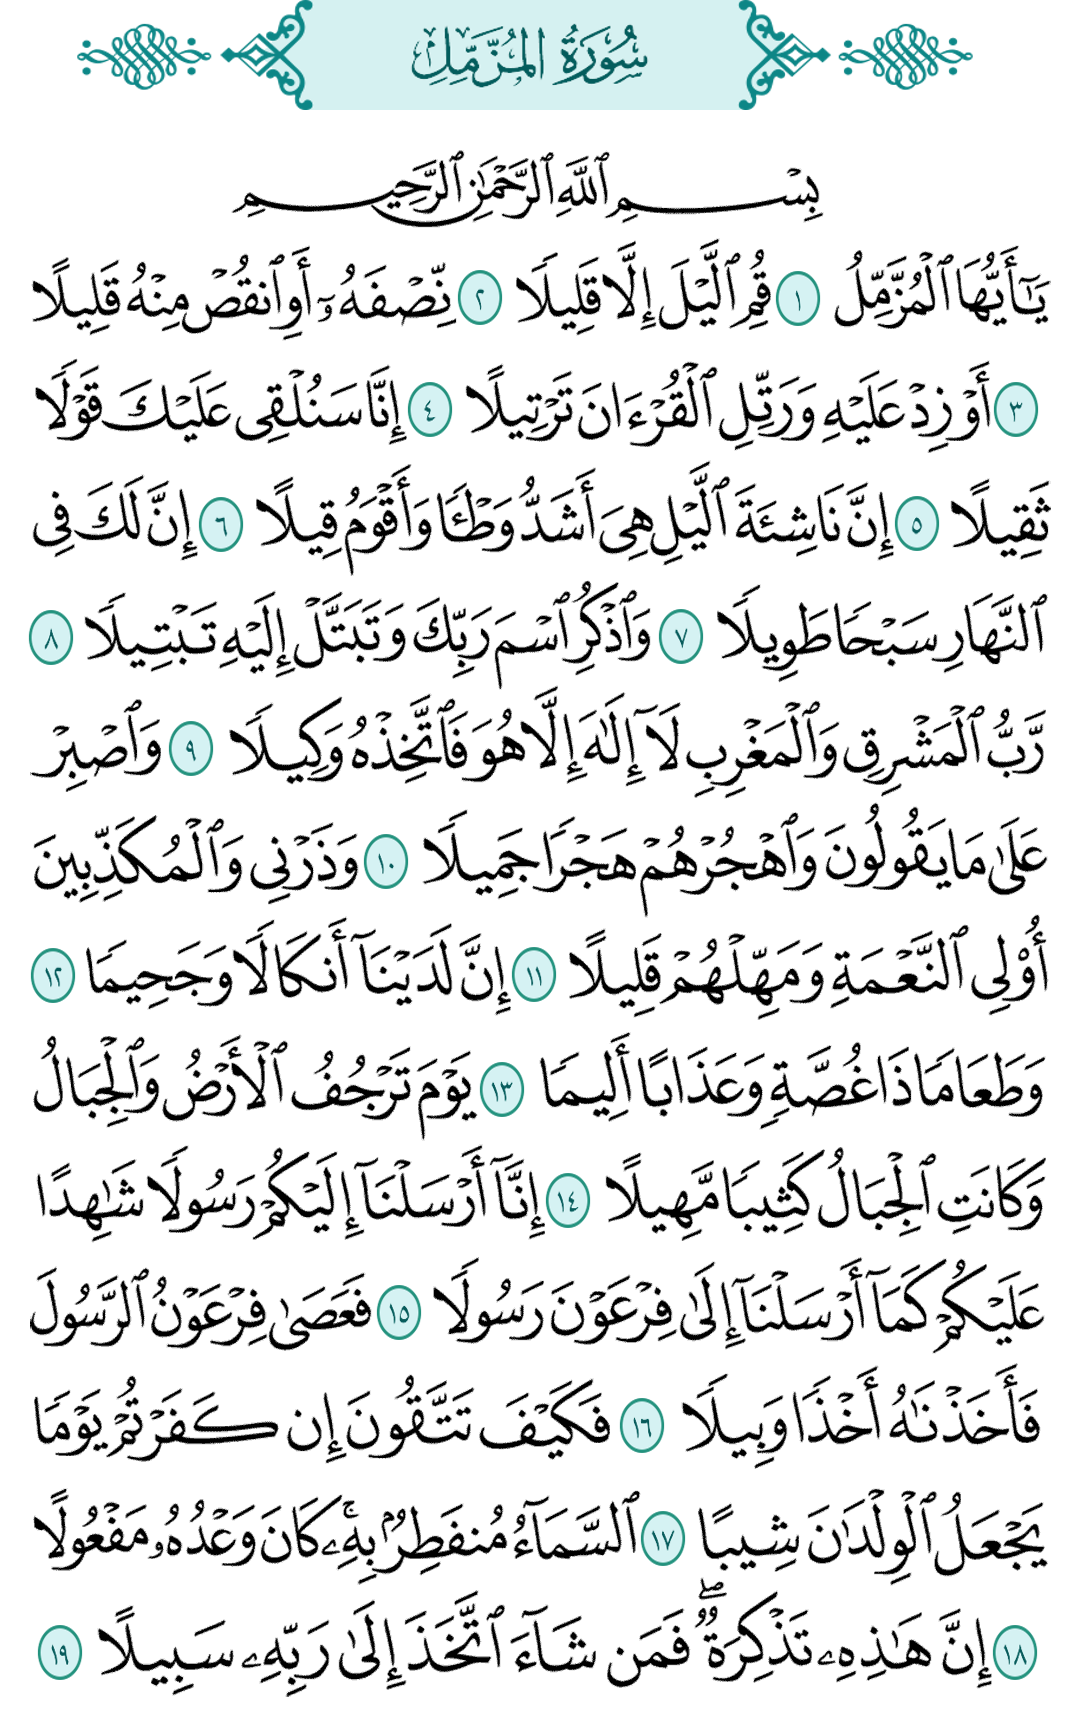 سُورَةُ الْمُزَّمِّلِ
بِسْمِ ٱللَّهِ ٱلرَّحْمَٰنِ ٱلرَّحِيمِ
يَٰٓأَيُّهَا ٱلْمُزَّمِّلُ ١ قُمِ ٱلَّيْلَ إِلَّا قَلِيلًا ٢ نِّصْفَهُۥٓ أَوِ ٱنقُصْ مِنْهُ قَلِيلًا
٣ أَوْ زِدْ عَلَيْهِ وَرَتِّلِ ٱلْقُرْءَانَ تَرْتِيلًا ٤ إِنَّا سَنُلْقِى عَلَيْكَ قَوْلًا
ثَقِيلًا ٥ إِنَّ نَاشِئَةَ ٱلَّيْلِ هِىَ أَشَدُّ وَطْـًٔا وَأَقْوَمُ قِيلًا ٦ إِنَّ لَكَ فِى
ٱلنَّهَارِ سَبْحًا طَوِيلًا ٧ وَٱذْكُرِ ٱسْمَ رَبِّكَ وَتَبَتَّلْ إِلَيْهِ تَبْتِيلًا ٨
رَّبُّ ٱلْمَشْرِقِ وَٱلْمَغْرِبِ لَآ إِلَٰهَ إِلَّا هُوَ فَٱتَّخِذْهُ وَكِيلًا ٩ وَٱصْبِرْ
عَلَىٰ مَا يَقُولُونَ وَٱهْجُرْهُمْ هَجْرًا جَمِيلًا ١٠ وَذَرْنِى وَٱلْمُكَذِّبِينَ
أُو۟لِى ٱلنَّعْمَةِ وَمَهِّلْهُمْ قَلِيلًا ١١ إِنَّ لَدَيْنَآ أَنكَالًا وَجَحِيمًا ١٢
وَطَعَامًا ذَا غُصَّةٍ وَعَذَابًا أَلِيمًا ١٣ يَوْمَ تَرْجُفُ ٱلْأَرْضُ وَٱلْجِبَالُ
وَكَانَتِ ٱلْجِبَالُ كَثِيبًا مَّهِيلًا ١٤ إِنَّآ أَرْسَلْنَآ إِلَيْكُمْ رَسُولًا شَٰهِدًا
عَلَيْكُمْ كَمَآ أَرْسَلْنَآ إِلَىٰ فِرْعَوْنَ رَسُولًا ١٥ فَعَصَىٰ فِرْعَوْنُ ٱلرَّسُولَ
فَأَخَذْنَٰهُ أَخْذًا وَبِيلًا ١٦ فَكَيْفَ تَتَّقُونَ إِن كَفَرْتُمْ يَوْمًا
يَجْعَلُ ٱلْوِلْدَٰنَ شِيبًا ١٧ ٱلسَّمَآءُ مُنفَطِرٌۢ بِهِۦۚ كَانَ وَعْدُهُۥ مَفْعُولًا
١٨ إِنَّ هَٰذِهِۦ تَذْكِرَةٌۖ فَمَن شَآءَ ٱتَّخَذَ إِلَىٰ رَبِّهِۦ سَبِيلًا ١٩